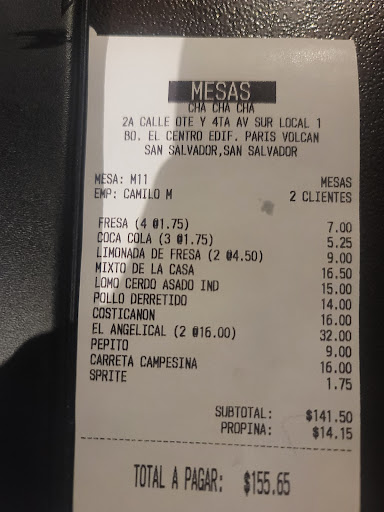 MESAS
CHA CHA CHA
2A CALLE OTE Y 4TA AV SUR LOCAL 1
BO. EL CENTRO EDIF. PARIS VOLCAN
SAN SALVADOR,SAN SALVADOR
MESA: M11 MESAS
EMP: CAMILO M 2 CLIENTES
FRESA (4 @1.75) 7.00
COCA COLA (3 @1.75) 5.25
LIMONADA DE FRESA (2 @4.50) 9.00
MIXTO DE LA CASA 16.50
LOMO CERDO ASADO IND 15.00
POLLO DERRETIDO 14.00
COSTICANON 16.00
EL ANGELICAL (2 @16.00) 32.00
PEPITO 9.00
CARRETA CAMPESINA 16.00
SPRITE 1.75
SUBTOTAL: $141.50
PROPINA: $14.15
TOTAL A PAGAR: $155.65